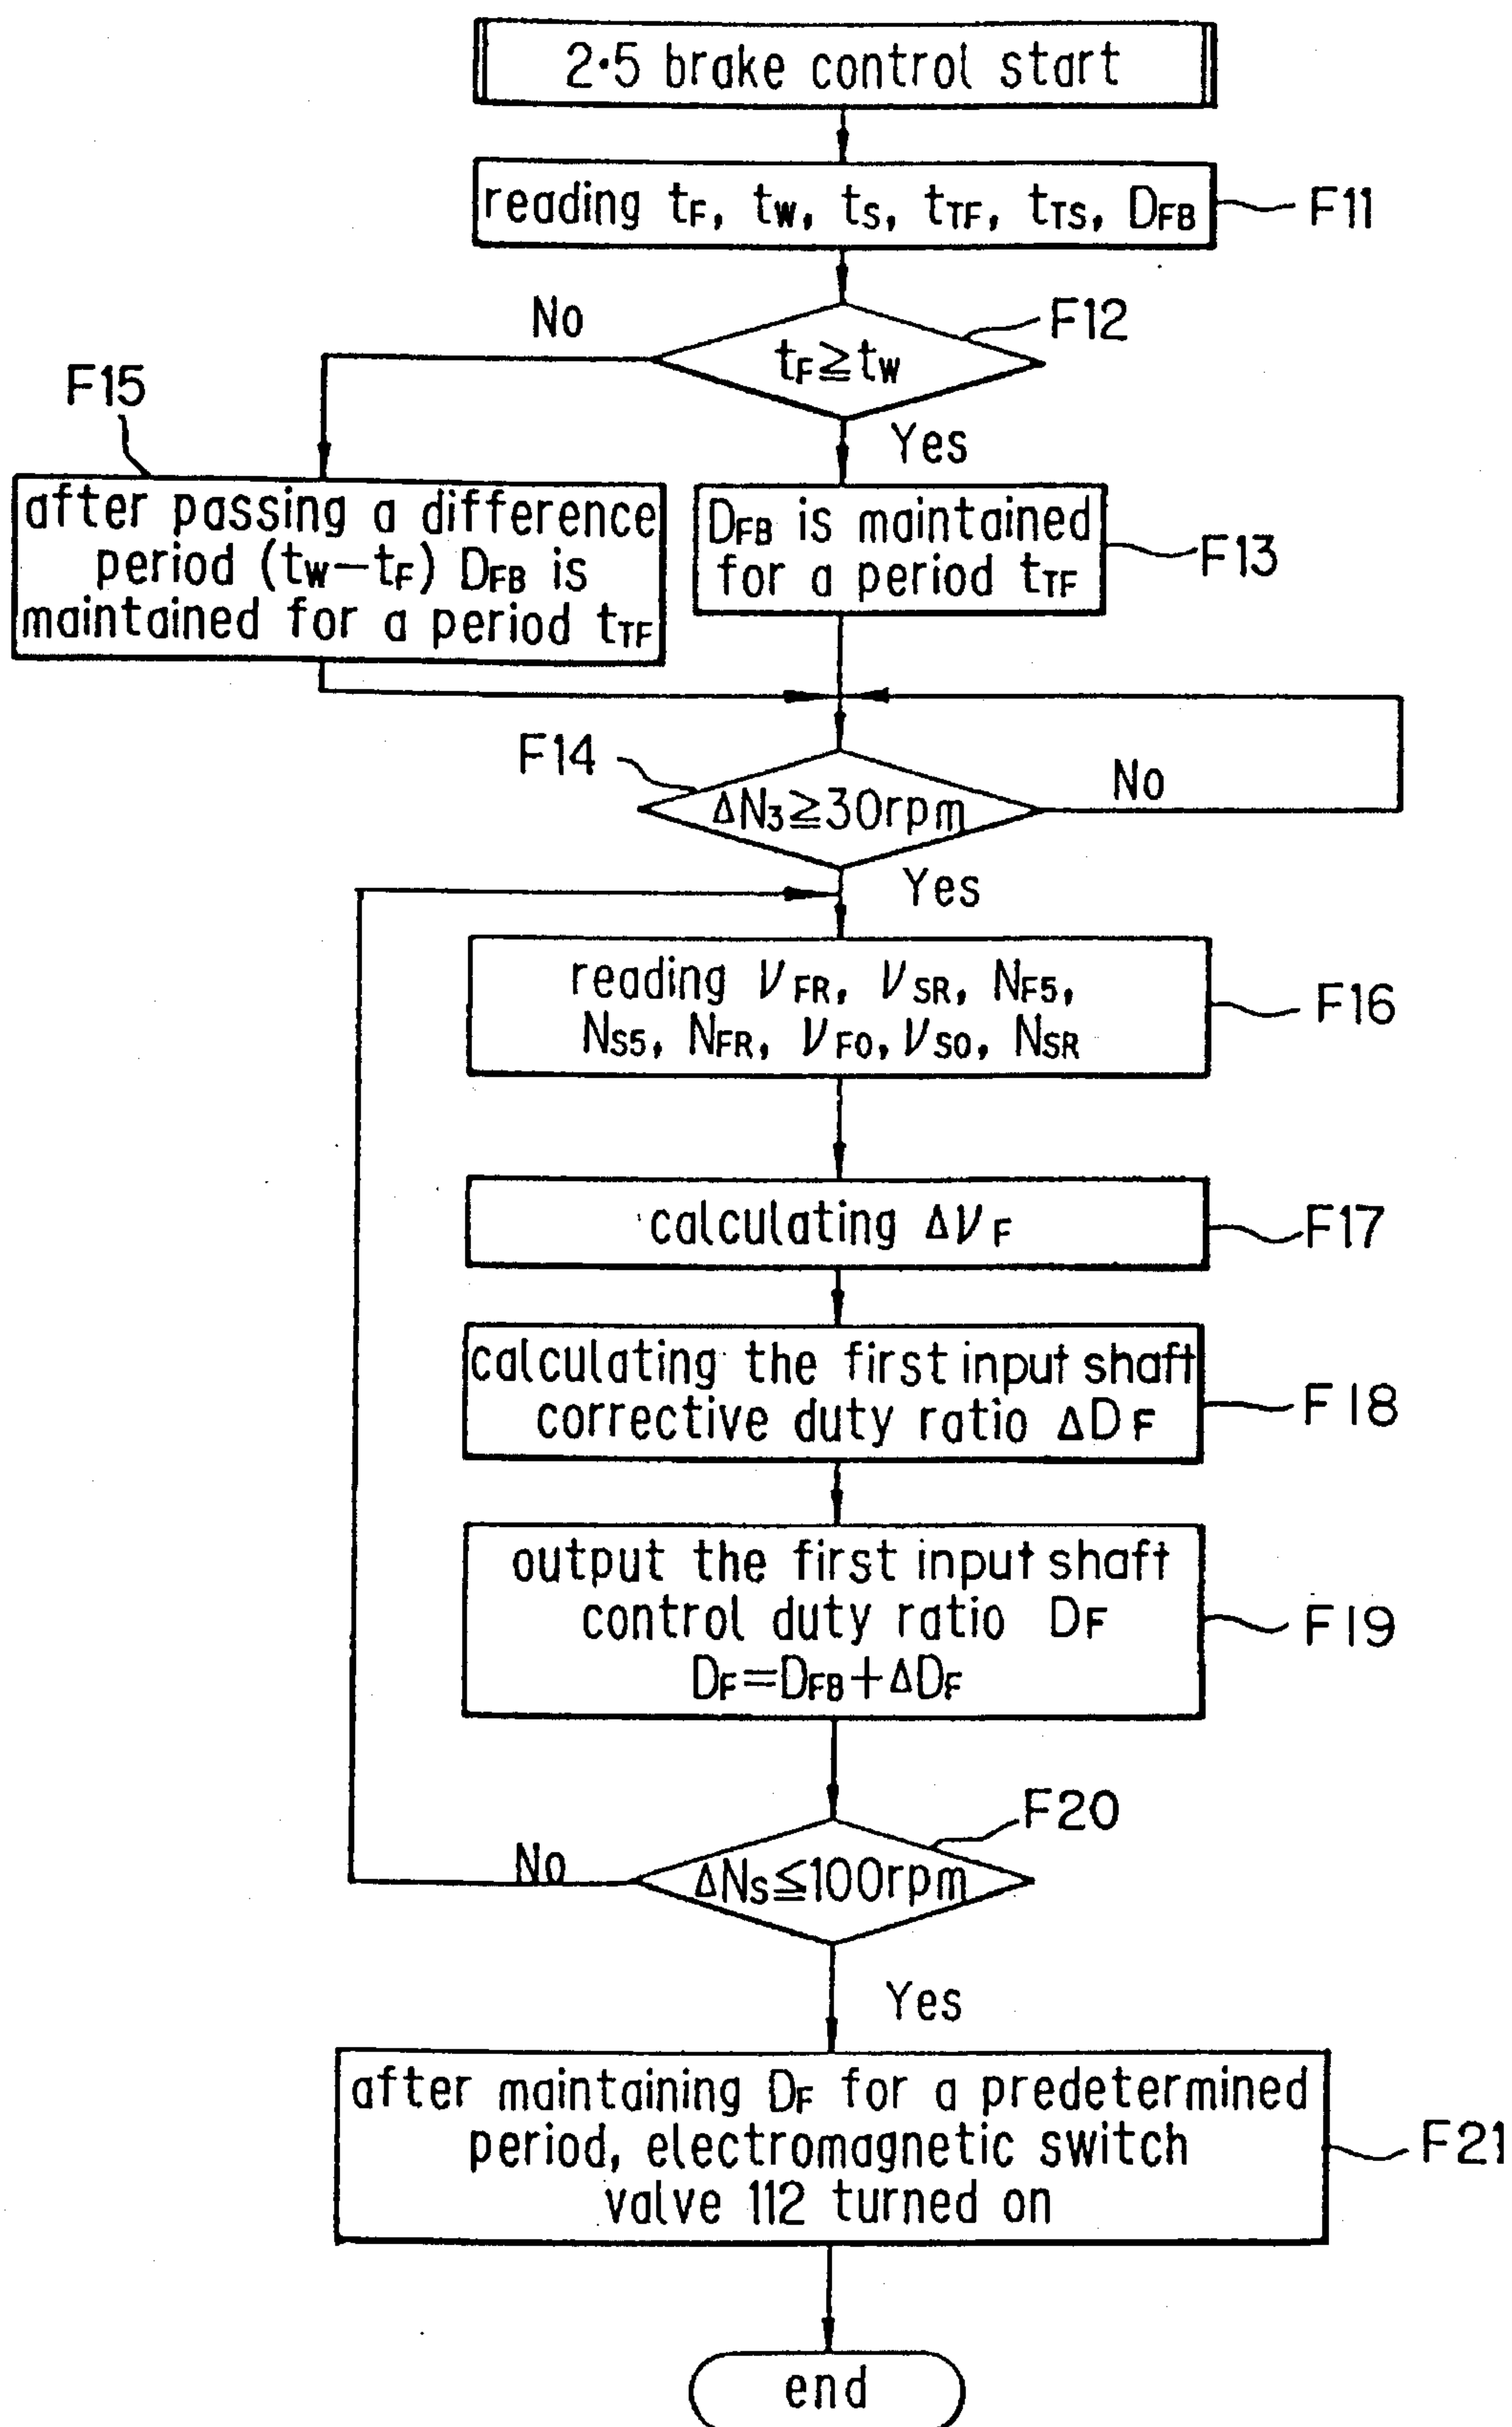 2·5 brake control start
reading tF, tW, tS, tTF, tTS, DFB
F11
No
F12
tF≧tW
F15
Yes
after passing a difference
period (tW−tF) DFB is
maintained for a period tTF
DFB is maintained
for a period tTF
F13
F14
ΔN3≧30rpm
No
Yes
reading νFR, νSR, NF5,
NS5, NFR, νFO, νSO, NSR
F16
calculating ΔνF
F17
calculating the first input shaft
corrective duty ratio ΔDF
F18
output the first input shaft
control duty ratio DF
DF=DFB+ΔDF
F19
F20
No
ΔNS≦100rpm
Yes
after maintaining DF for a predetermined
period, electromagnetic switch
valve 112 turned on
F21
end